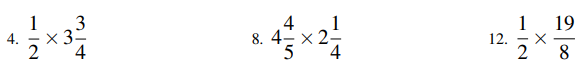 4. 1/2 × 3 3/4
8. 4 4/5 × 2 1/4
12. 1/2 × 19/8